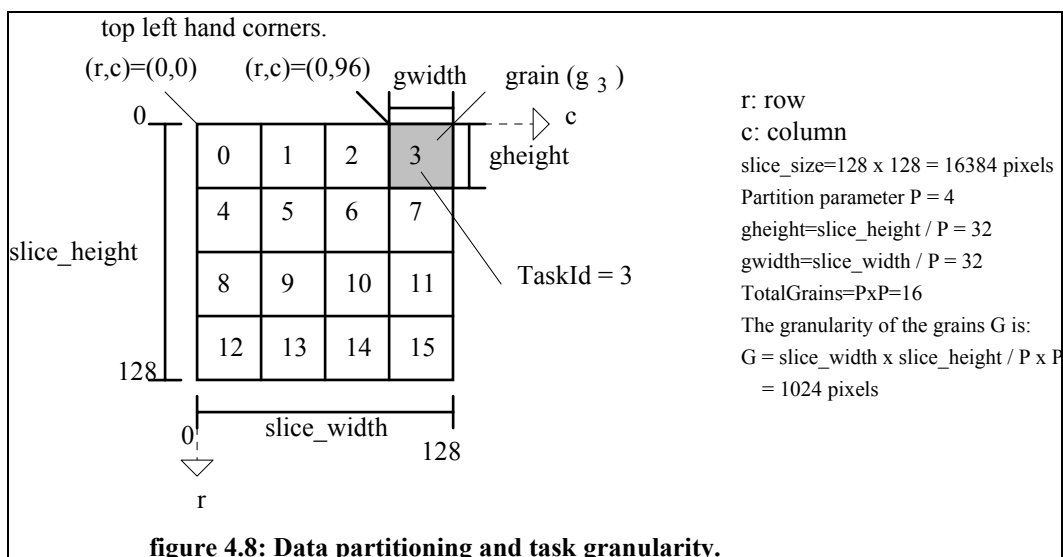 top left hand corners.
(r,c)=(0,0) (r,c)=(0,96) gwidth grain (g 3 )
0 c
0 1 2 3 gheight
4 5 6 7
slice_height
8 9 10 11 TaskId = 3
12 13 14 15
128
0 slice_width 128
r
r: row
c: column
slice_size=128 x 128 = 16384 pixels
Partition parameter P = 4
gheight=slice_height / P = 32
gwidth=slice_width / P = 32
TotalGrains=PxP=16
The granularity of the grains G is:
G = slice_width x slice_height / P x P
= 1024 pixels
figure 4.8: Data partitioning and task granularity.